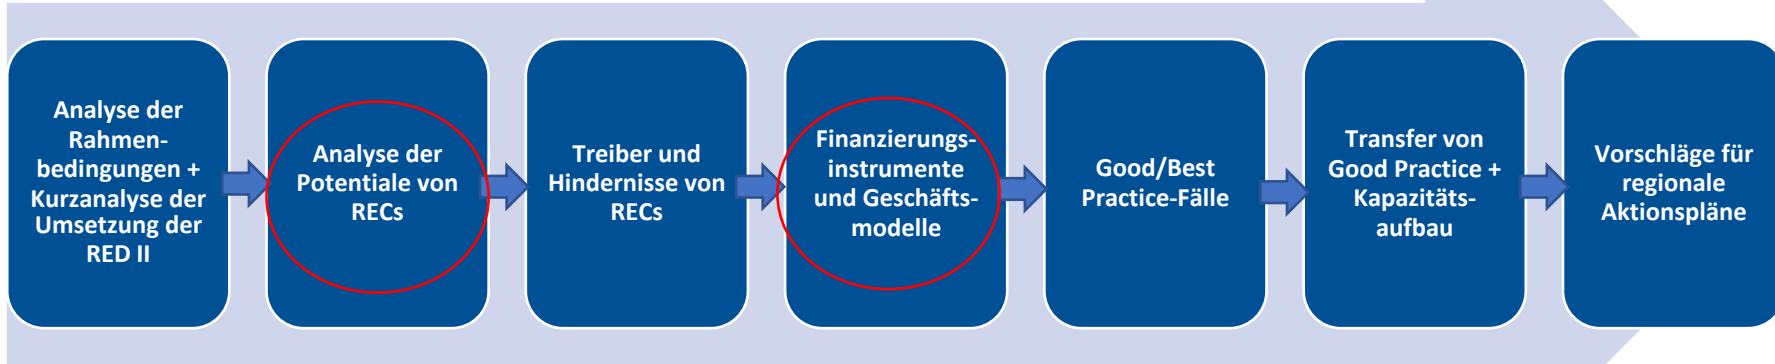 Analyse der
Rahmen-
bedingungen +
Kurzanalyse der
Umsetzung der
RED II
Analyse der
Potentiale von
RECs
Treiber und
Hindernisse von
RECs
Finanzierungs-
instrumente
und Geschäfts-
modelle
Good/Best
Practice-Fälle
Transfer von
Good Practice +
Kapazitäts-
aufbau
Vorschläge für
regionale
Aktionspläne